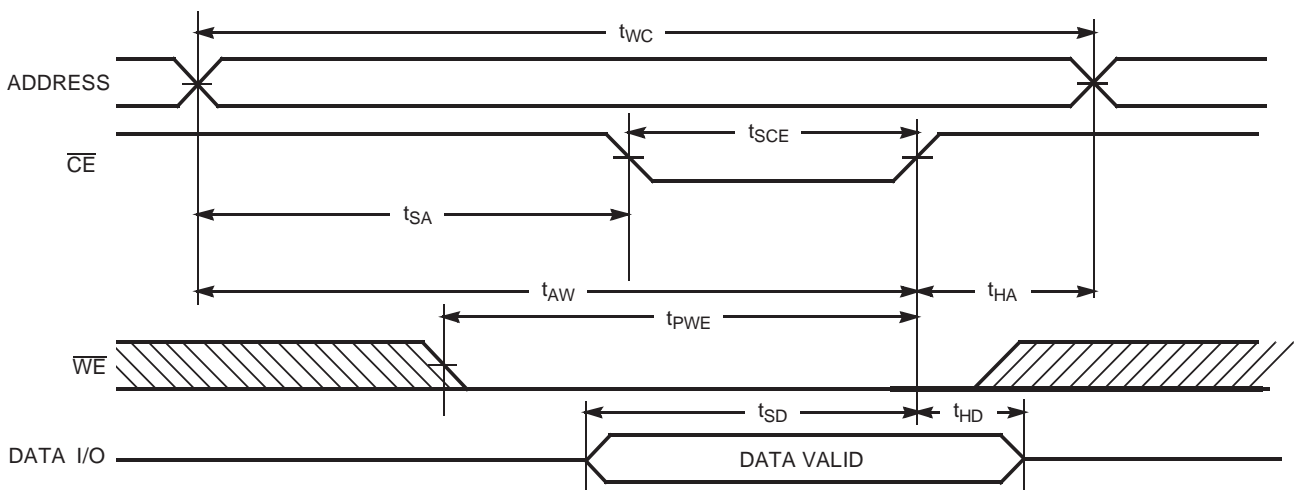 tWC
ADDRESS
tSCE
CE
tSA
tAW
tHA
tPWE
WE
tSD
tHD
DATA I/O
DATA VALID